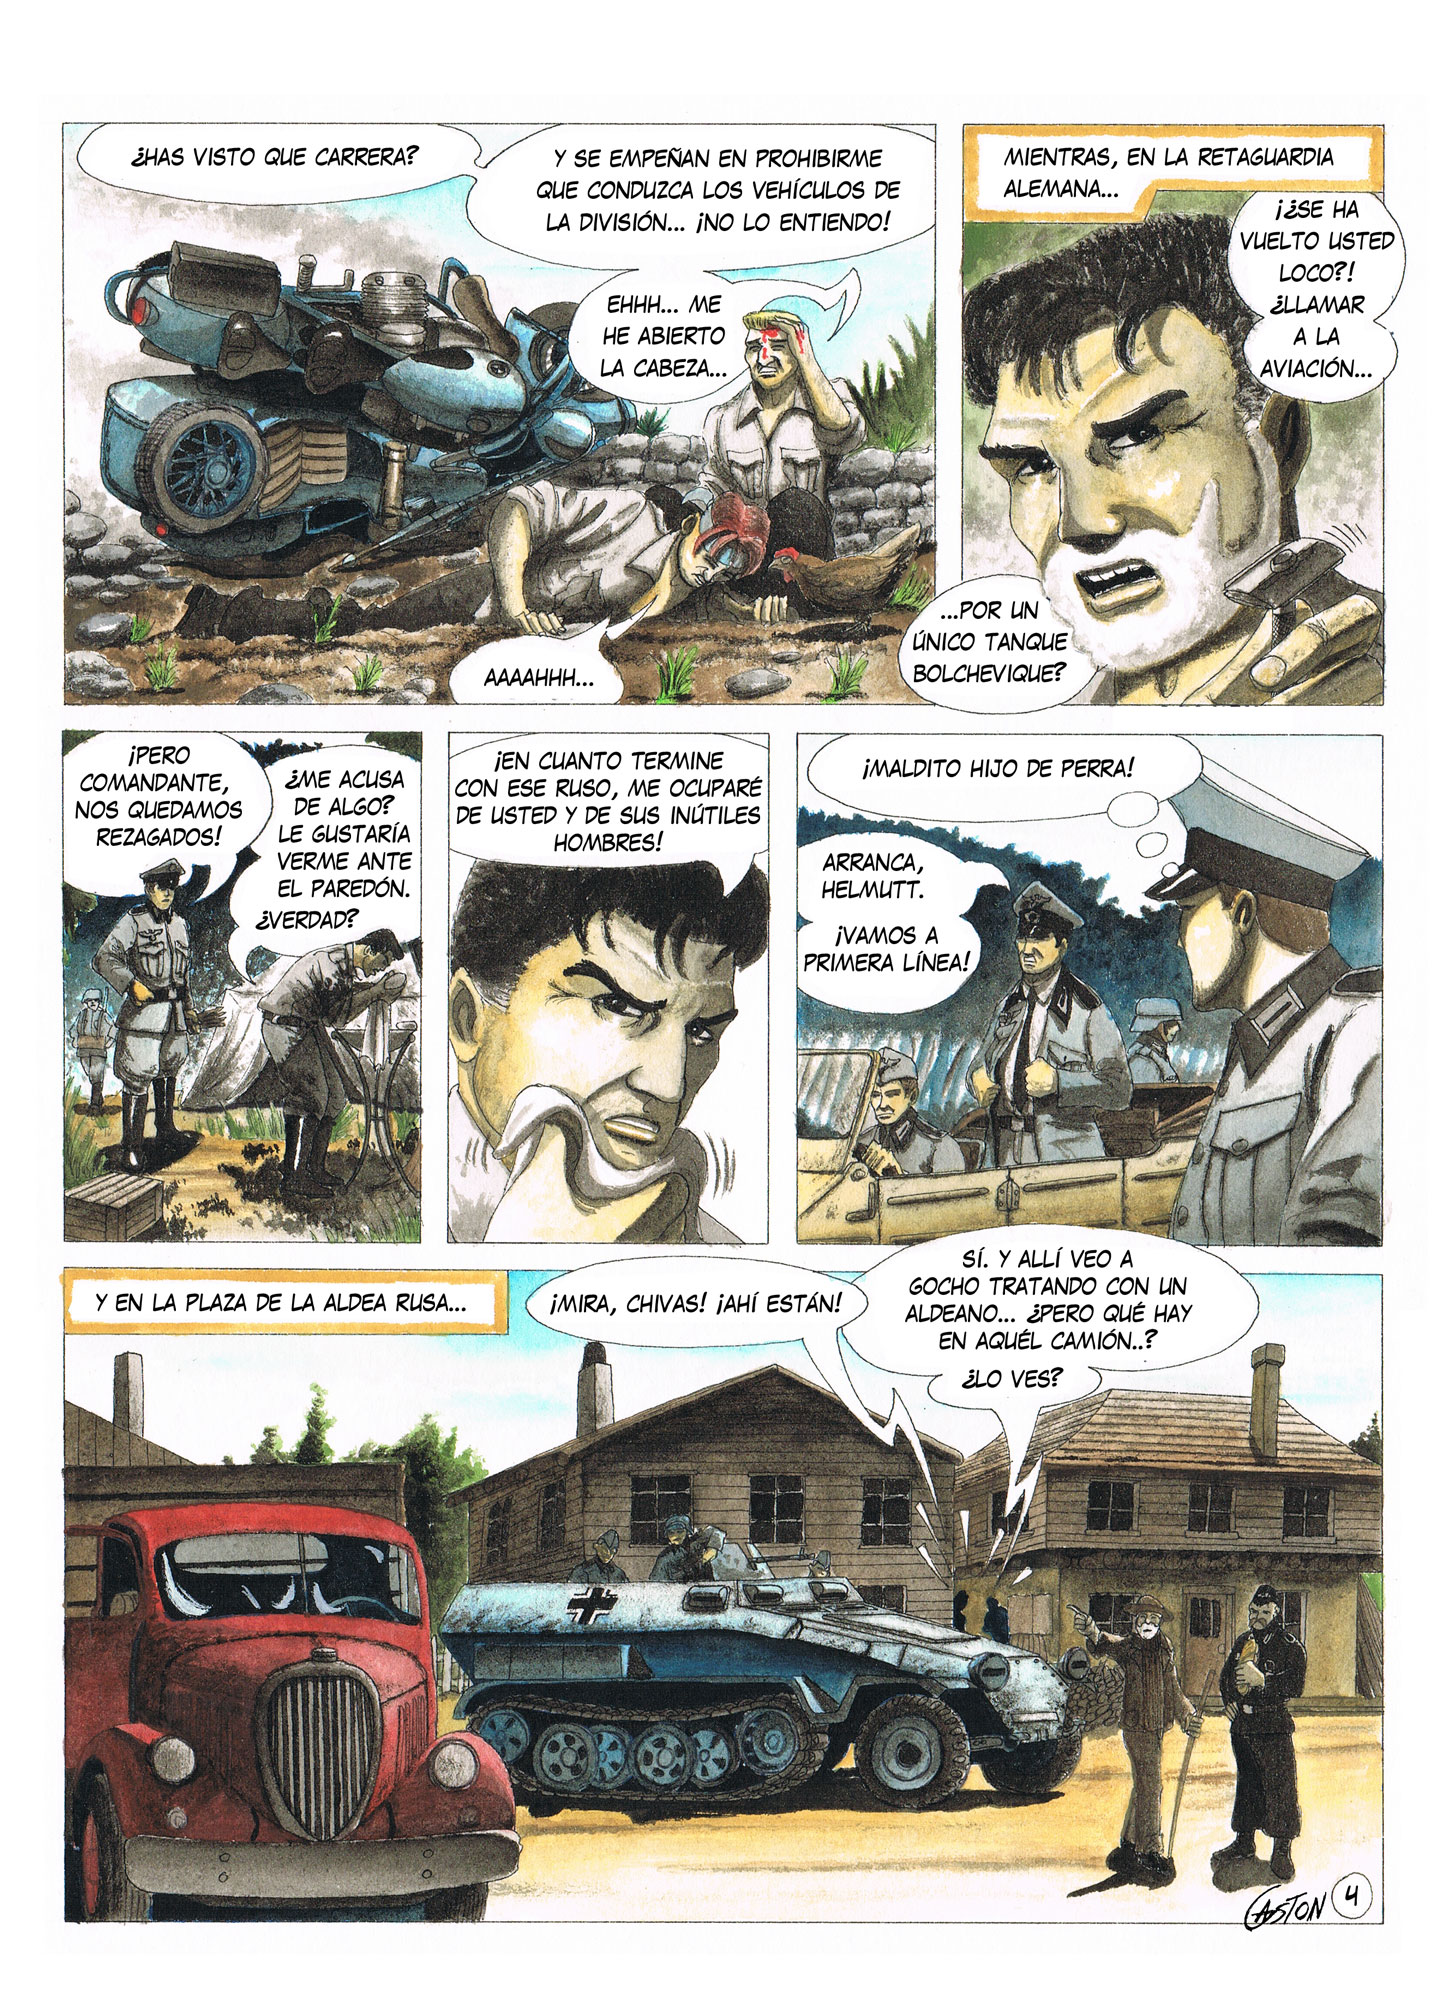 ¿HAS VISTO QUE CARRERA?
Y SE EMPEÑAN EN PROHIBIRME
QUE CONDUZCA LOS VEHÍCULOS DE
LA DIVISIÓN... ¡NO LO ENTIENDO!
EHHH... ME
HE ABIERTO
LA CABEZA...
AAAAHHH...
MIENTRAS, EN LA RETAGUARDIA
ALEMANA...
¡¿SE HA
VUELTO USTED
LOCO?!
¿LLAMAR
A LA
AVIACIÓN...
...POR UN
ÚNICO TANQUE
BOLCHEVIQUE?
¡PERO
COMANDANTE,
NOS QUEDAMOS
REZAGADOS!
¿ME ACUSA
DE ALGO?
LE GUSTARÍA
VERME ANTE
EL PAREDÓN.
¿VERDAD?
¡EN CUANTO TERMINE
CON ESE RUSO, ME OCUPARÉ
DE USTED Y DE SUS INÚTILES
HOMBRES!
¡MALDITO HIJO DE PERRA!
ARRANCA,
HELMUTT.
¡VAMOS A
PRIMERA LÍNEA!
Y EN LA PLAZA DE LA ALDEA RUSA...
¡MIRA, CHIVAS! ¡AHÍ ESTÁN!
SÍ. Y ALLÍ VEO A
GOCHO TRATANDO CON UN
ALDEANO... ¿PERO QUÉ HAY
EN AQUÉL CAMIÓN..?
¿LO VES?
GASTON 4